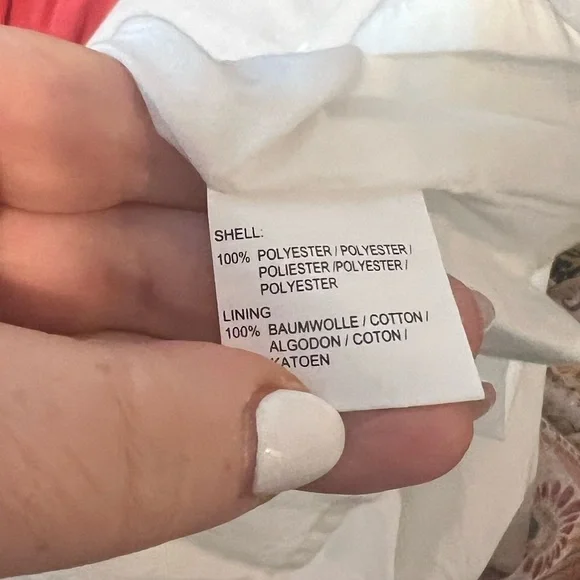 SHELL:
100% POLYESTER / POLYESTER /
POLIESTER /POLYESTER /
POLYESTER
LINING
100% BAUMWOLLE / COTTON /
ALGODON / COTON /
KATOEN